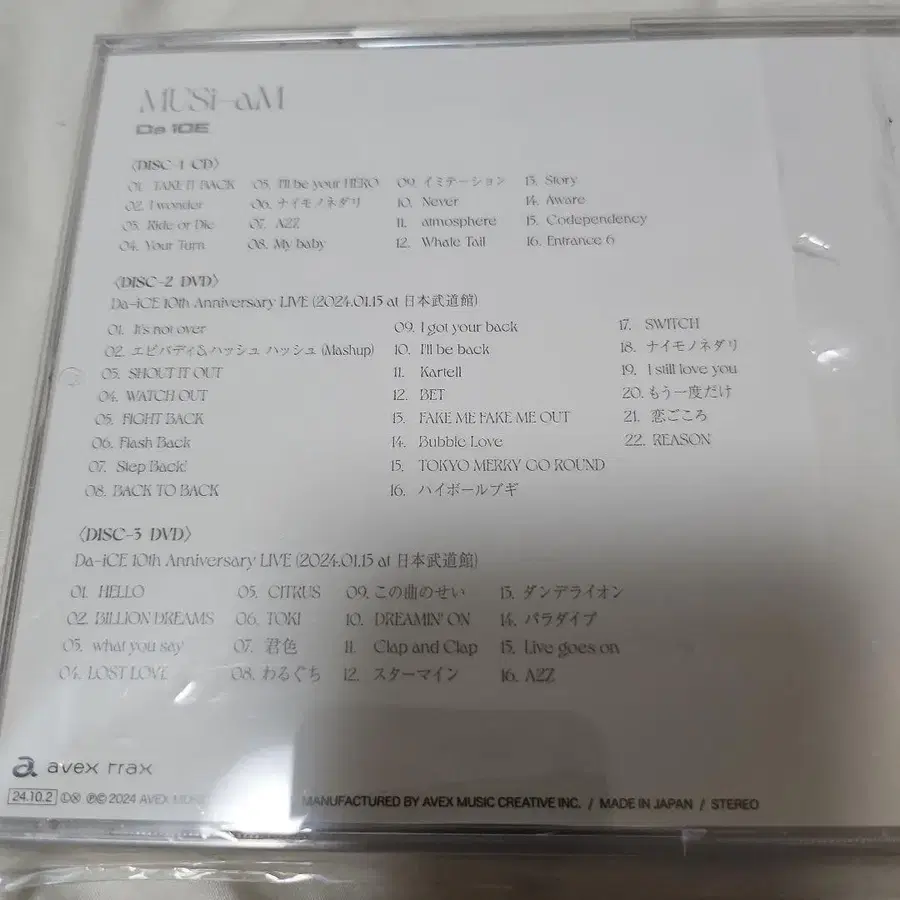 MUSi-aM
Da-iCE
〈DISC-1 CD〉
01. TAKE IT BACK 05. I'll be your HERO 09. イミテーション 13. Story
02. I wonder 06. ナイモノネダリ 10. Never 14. Aware
03. Ride or Die 07. A2Z 11. atmosphere 15. Codependency
04. Your Turn 08. My baby 12. Whale Tail 16. Entrance 6
〈DISC-2 DVD〉
Da-iCE 10th Anniversary LIVE (2024.01.15 at 日本武道館)
01. It's not over 09. I got your back 17. SWITCH
02. エビバディ&ハッシュ ハッシュ (Mashup) 10. I'll be back 18. ナイモノネダリ
03. SHOUT IT OUT 11. Kartell 19. I still love you
04. WATCH OUT 12. BET 20. もう一度だけ
05. FIGHT BACK 13. FAKE ME FAKE ME OUT 21. 恋ごころ
06. Flash Back 14. Bubble Love 22. REASON
07. Step Back! 15. TOKYO MERRY GO ROUND
08. BACK TO BACK 16. ハイボールブギ
〈DISC-3 DVD〉
Da-iCE 10th Anniversary LIVE (2024.01.15 at 日本武道館)
01. HELLO 05. CITRUS 09. この曲のせい 13. ダンデライオン
02. BILLION DREAMS 06. TOKI 10. DREAMIN' ON 14. パラダイブ
03. what you say 07. 君色 11. Clap and Clap 15. Live goes on
04. LOST LOVE 08. わるぐち 12. スターマイン 16. A2Z
a avex trax
24.10.2 ℗© 2024 AVEX MANUFACTURED BY AVEX MUSIC CREATIVE INC. / MADE IN JAPAN / STEREO